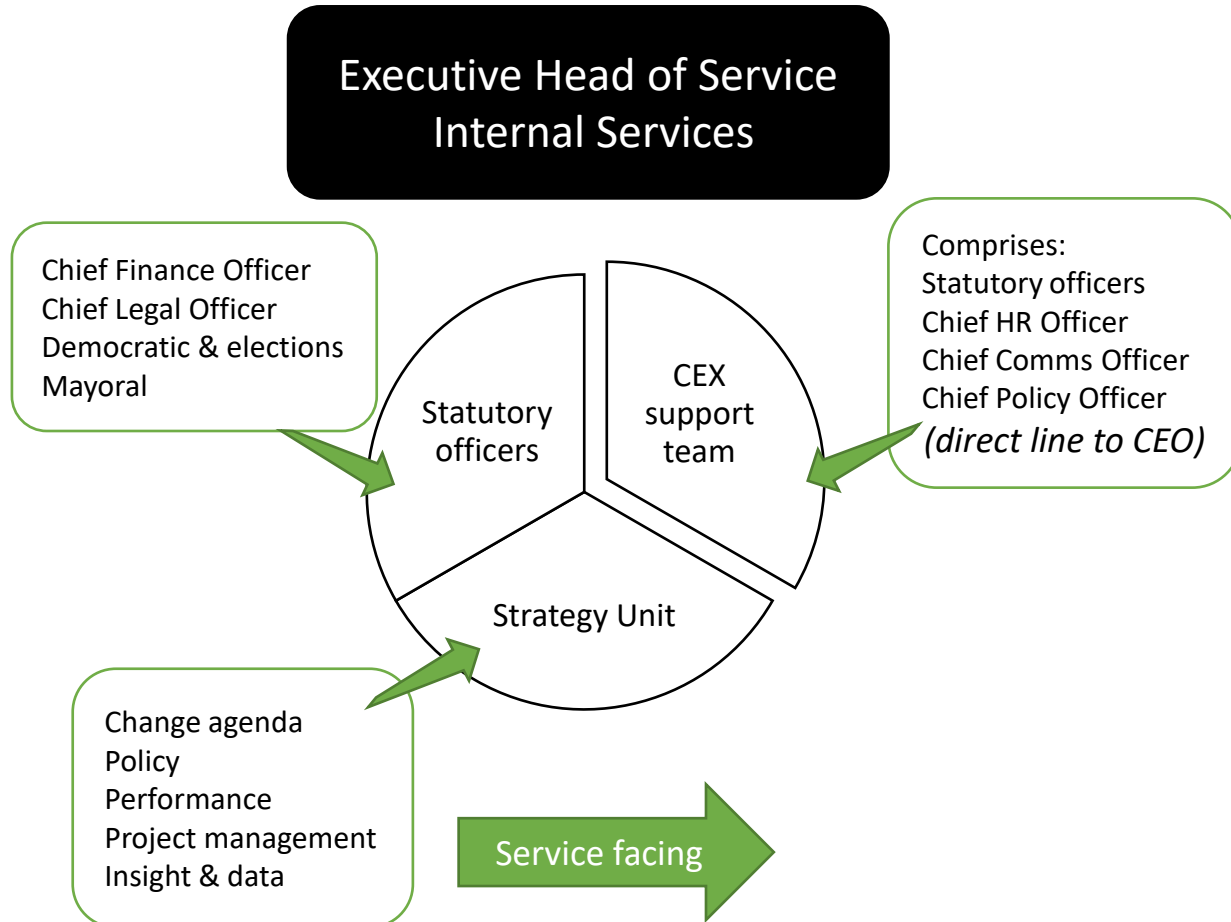 Executive Head of Service
Internal Services
Chief Finance Officer
Chief Legal Officer
Democratic & elections
Mayoral
Comprises:
Statutory officers
Chief HR Officer
Chief Comms Officer
Chief Policy Officer
(direct line to CEO)
Statutory
officers
CEX
support
team
Strategy Unit
Change agenda
Policy
Performance
Project management
Insight & data
Service facing